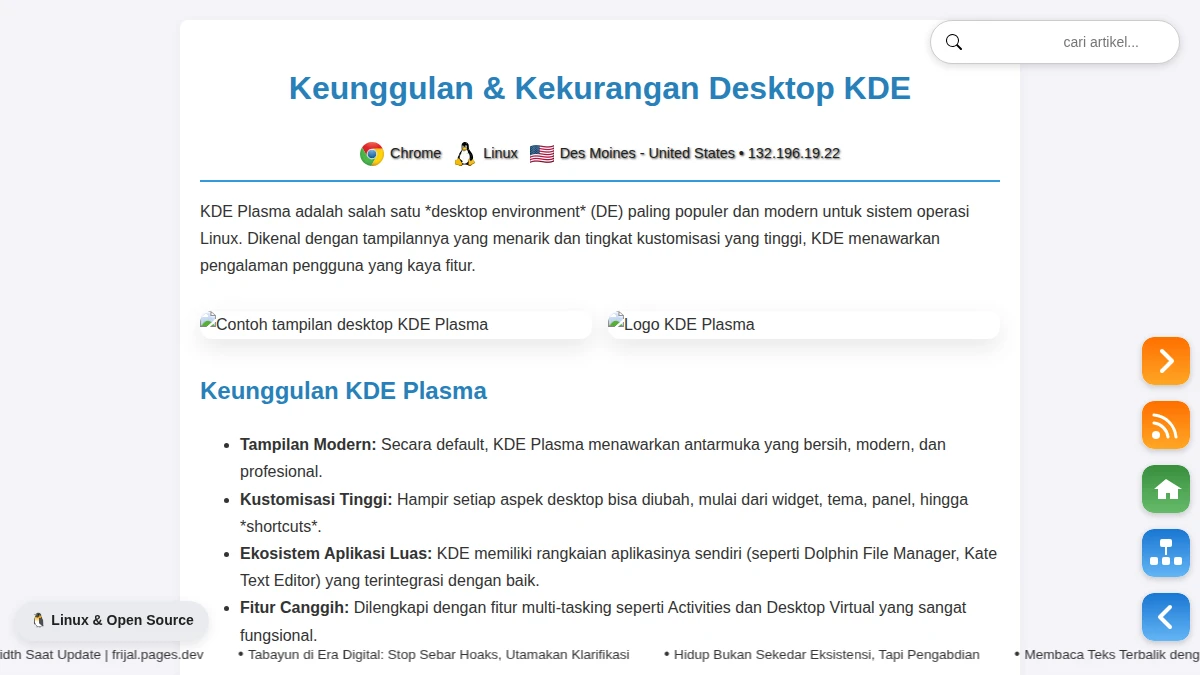 cari artikel...
Keunggulan & Kekurangan Desktop KDE
Chrome Linux Des Moines - United States • 132.196.19.22
KDE Plasma adalah salah satu *desktop environment* (DE) paling populer dan modern untuk sistem operasi
Linux. Dikenal dengan tampilannya yang menarik dan tingkat kustomisasi yang tinggi, KDE menawarkan
pengalaman pengguna yang kaya fitur.
Contoh tampilan desktop KDE Plasma
Logo KDE Plasma
Keunggulan KDE Plasma
• Tampilan Modern: Secara default, KDE Plasma menawarkan antarmuka yang bersih, modern, dan
profesional.
• Kustomisasi Tinggi: Hampir setiap aspek desktop bisa diubah, mulai dari widget, tema, panel, hingga
*shortcuts*.
• Ekosistem Aplikasi Luas: KDE memiliki rangkaian aplikasinya sendiri (seperti Dolphin File Manager, Kate
Text Editor) yang terintegrasi dengan baik.
• Fitur Canggih: Dilengkapi dengan fitur multi-tasking seperti Activities dan Desktop Virtual yang sangat
fungsional.
Linux & Open Source
idth Saat Update | frijal.pages.dev • Tabayun di Era Digital: Stop Sebar Hoaks, Utamakan Klarifikasi • Hidup Bukan Sekedar Eksistensi, Tapi Pengabdian • Membaca Teks Terbalik deng